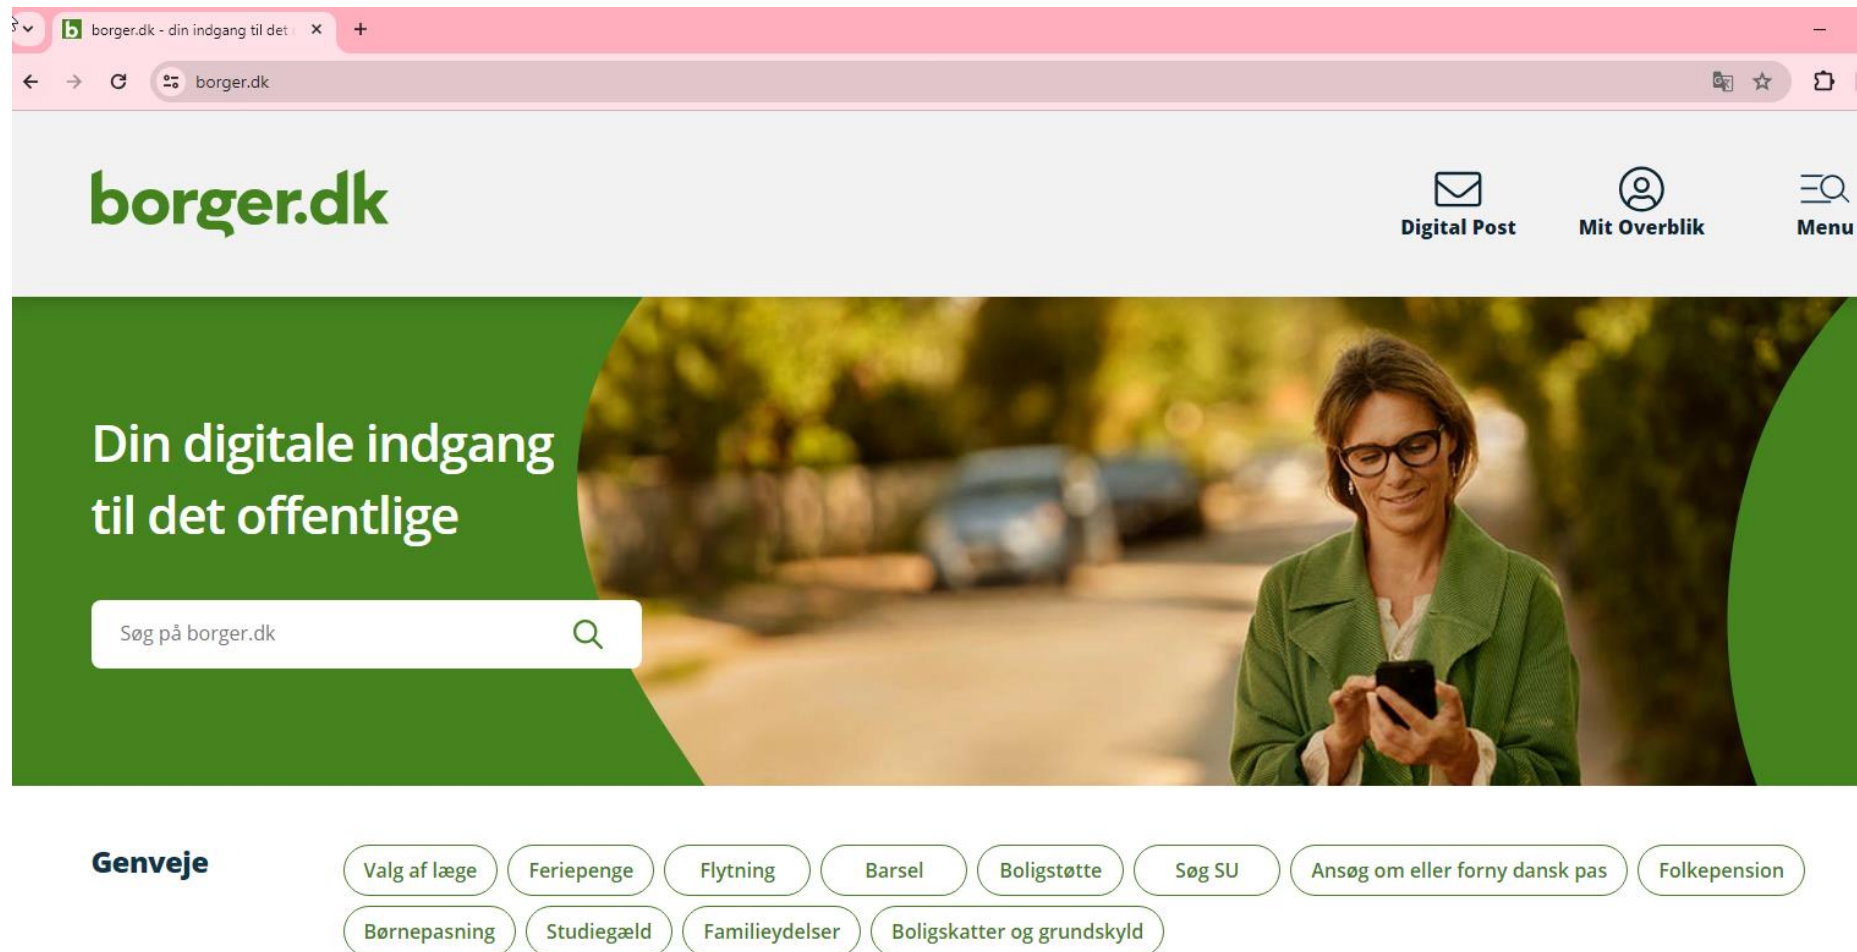 borger.dk - din indgang til det
borger.dk
borger.dk
Digital Post
Mit Overblik
Menu
Din digitale indgang
til det offentlige
Søg på borger.dk
Genveje
Valg af læge
Feriepenge
Flytning
Barsel
Boligstøtte
Søg SU
Ansøg om eller forny dansk pas
Folkepension
Børnepasning
Studiegæld
Familieydelser
Boligskatter og grundskyld